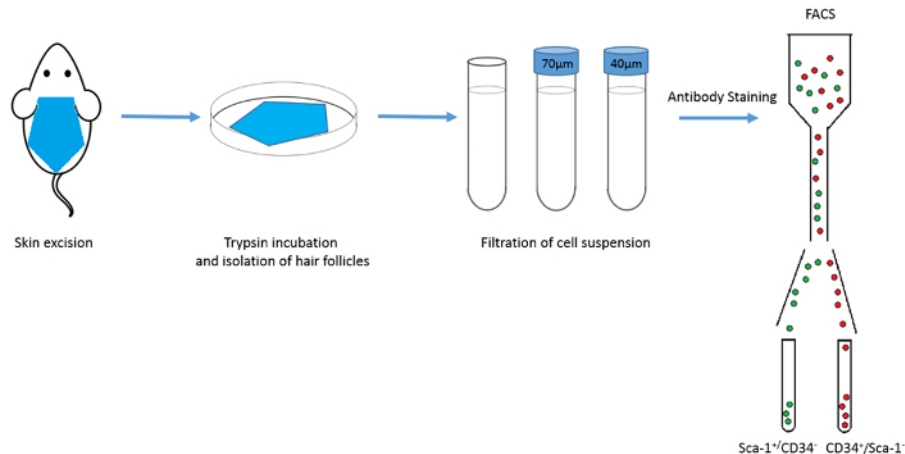 FACS
70µm
40µm
Antibody Staining
Skin excision
Trypsin incubation
and isolation of hair follicles
Filtration of cell suspension
Sca-1⁺/CD34⁻
CD34⁺/Sca-1⁻